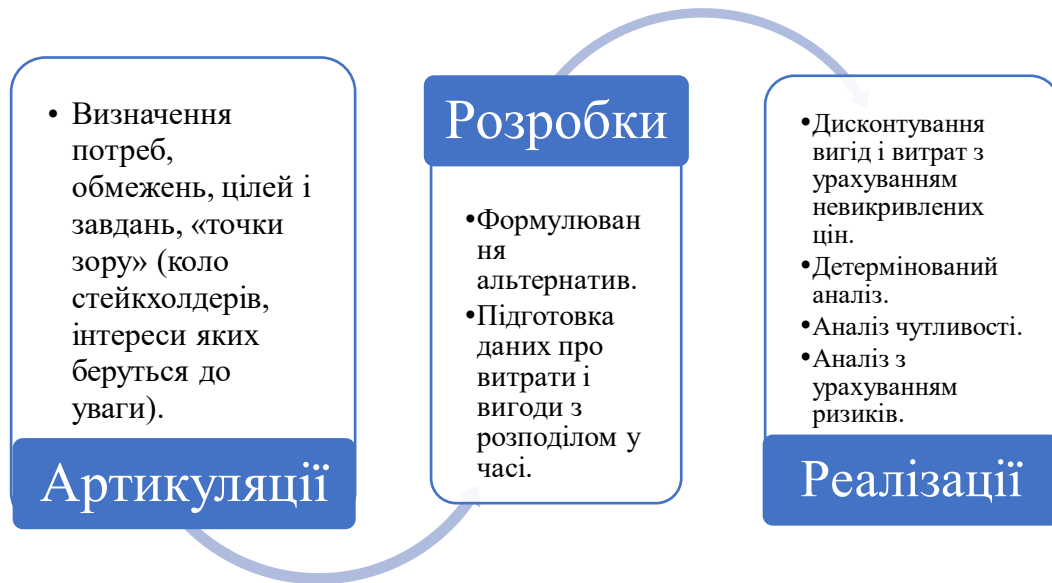 • Визначення
потреб,
обмежень, цілей і
завдань, «точки
зору» (коло
стейкхолдерів,
інтереси яких
беруться до
уваги).
Артикуляції
Розробки
•Формулюван
ня
альтернатив.
•Підготовка
даних про
витрати і
вигоди з
розподілом у
часі.
•Дисконтування
вигід і витрат з
урахуванням
невикривлених
цін.
•Детермінований
аналіз.
•Аналіз чутливості.
•Аналіз з
урахуванням
ризиків.
Реалізації